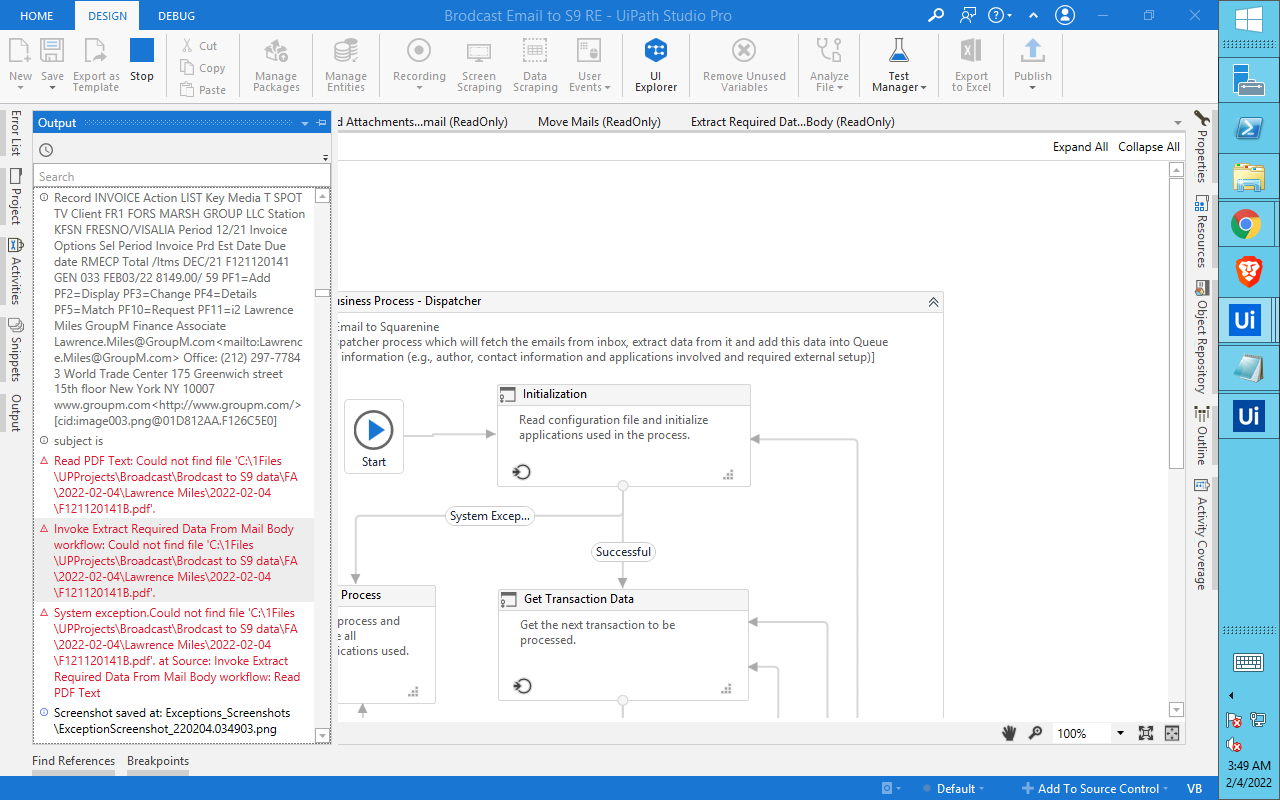 HOME
DESIGN
DEBUG
Brodcast Email to S9 RE - UiPath Studio Pro
New
Save
Export as
Template
Stop
Cut
Copy
Paste
Manage
Packages
Manage
Entities
Recording
Screen
Scraping
Data
Scraping
User
Events
UI
Explorer
Remove Unused
Variables
Analyze
File
Test
Manager
Export
to Excel
Publish
Error List
Project
Activities
Snippets
Output
Output
Search
Record INVOICE Action LIST Key Media T SPOT
TV Client FR1 FORS MARSH GROUP LLC Station
KFSN FRESNO/VISALIA Period 12/21 Invoice
Options Sel Period Invoice Prd Est Date Due
date RMECP Total /Itms DEC/21 F121120141
GEN 033 FEB03/22 8149.00/ 59 PF1=Add
PF2=Display PF3=Change PF4=Details
PF5=Match PF10=Request PF11=i2 Lawrence
Miles GroupM Finance Associate
Lawrence.Miles@GroupM.com<mailto:Lawrenc
e.Miles@GroupM.com> Office: (212) 297-7784
3 World Trade Center 175 Greenwich street
15th floor New York NY 10007
www.groupm.com<http://www.groupm.com/>
[cid:image003.png@01D812AA.F126C5E0]
subject is
Read PDF Text: Could not find file 'C:\1Files
\UPProjects\Broadcast\Brodcast to S9 data\FA
\2022-02-04\Lawrence Miles\2022-02-04
\F121120141B.pdf'.
Invoke Extract Required Data From Mail Body
workflow: Could not find file 'C:\1Files
\UPProjects\Broadcast\Brodcast to S9 data\FA
\2022-02-04\Lawrence Miles\2022-02-04
\F121120141B.pdf'.
System exception.Could not find file 'C:\1Files
\UPProjects\Broadcast\Brodcast to S9 data\FA
\2022-02-04\Lawrence Miles\2022-02-04
\F121120141B.pdf'. at Source: Invoke Extract
Required Data From Mail Body workflow: Read
PDF Text
Screenshot saved at: Exceptions_Screenshots
\ExceptionScreenshot_220204.034903.png
Find References
Breakpoints
d Attachments...mail (ReadOnly)
Move Mails (ReadOnly)
Extract Required Dat...Body (ReadOnly)
Expand All
Collapse All
usiness Process - Dispatcher
Email to Squarenine
patcher process which will fetch the emails from inbox, extract data from it and add this data into Queue
information (e.g., author, contact information and applications involved and required external setup)]
Start
Initialization
Read configuration file and initialize
applications used in the process.
System Excep...
Successful
Process
process and
e all
ications used.
Get Transaction Data
Get the next transaction to be
processed.
100%
Properties
Resources
Object Repository
Outline
Activity Coverage
Default
Add To Source Control
VB
Ui
Ui
3:49 AM
2/4/2022